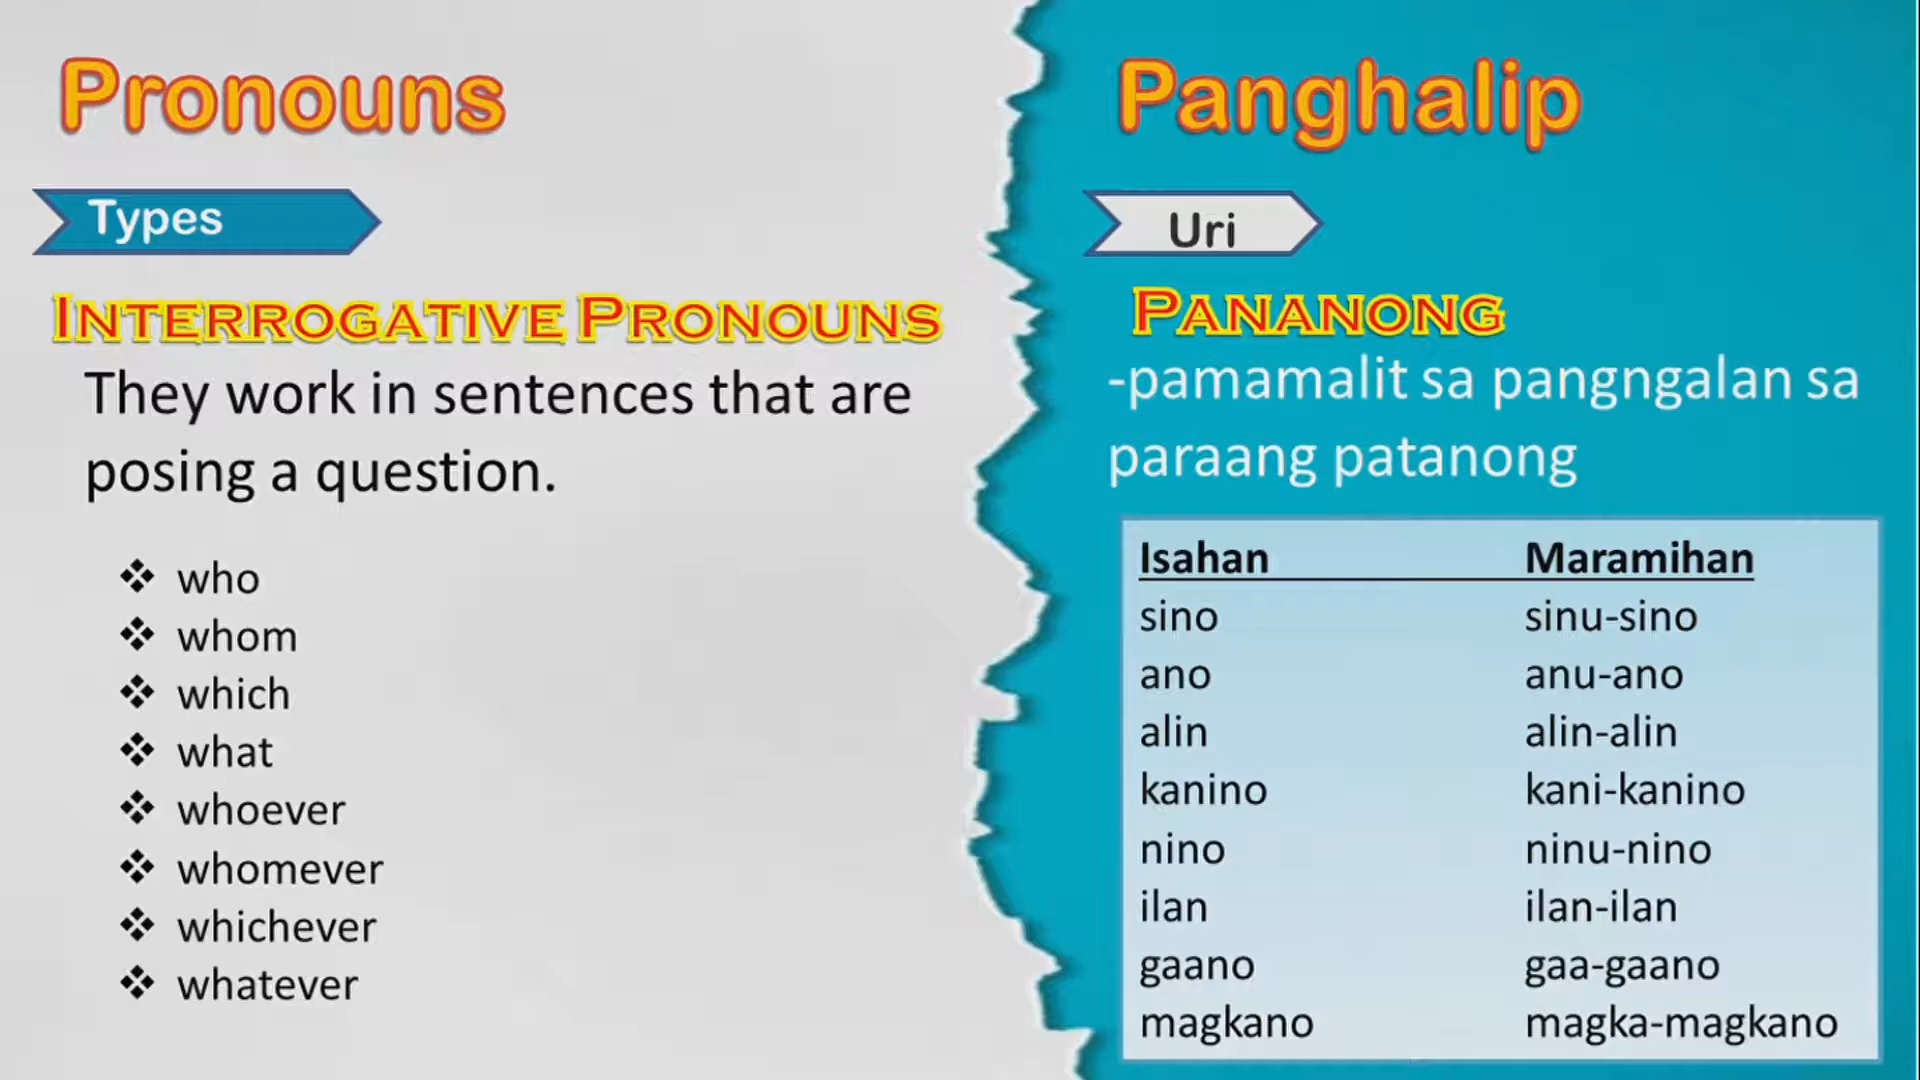 Pronouns
Types
INTERROGATIVE PRONOUNS
They work in sentences that are
posing a question.
❖ who
❖ whom
❖ which
❖ what
❖ whoever
❖ whomever
❖ whichever
❖ whatever
Panghalip
Uri
PANANONG
-pamamalit sa pangngalan sa
paraang patanong
Isahan Maramihan
sino sinu-sino
ano anu-ano
alin alin-alin
kanino kani-kanino
nino ninu-nino
ilan ilan-ilan
gaano gaa-gaano
magkano magka-magkano